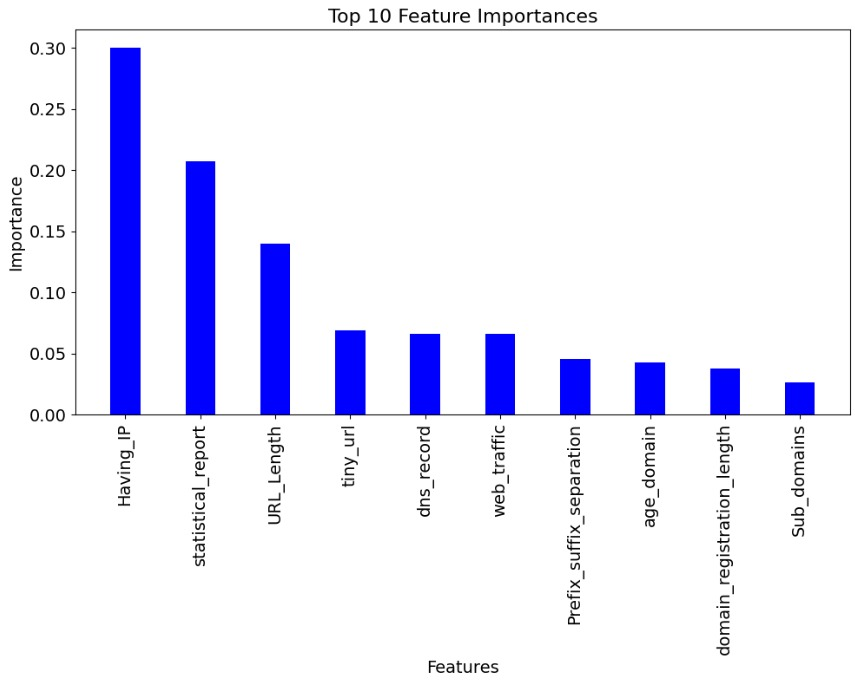 Top 10 Feature Importances
Importance
0.30
0.25
0.20
0.15
0.10
0.05
0.00
Having_IP
statistical_report
URL_Length
tiny_url
dns_record
web_traffic
Prefix_suffix_separation
age_domain
domain_registration_length
Sub_domains
Features